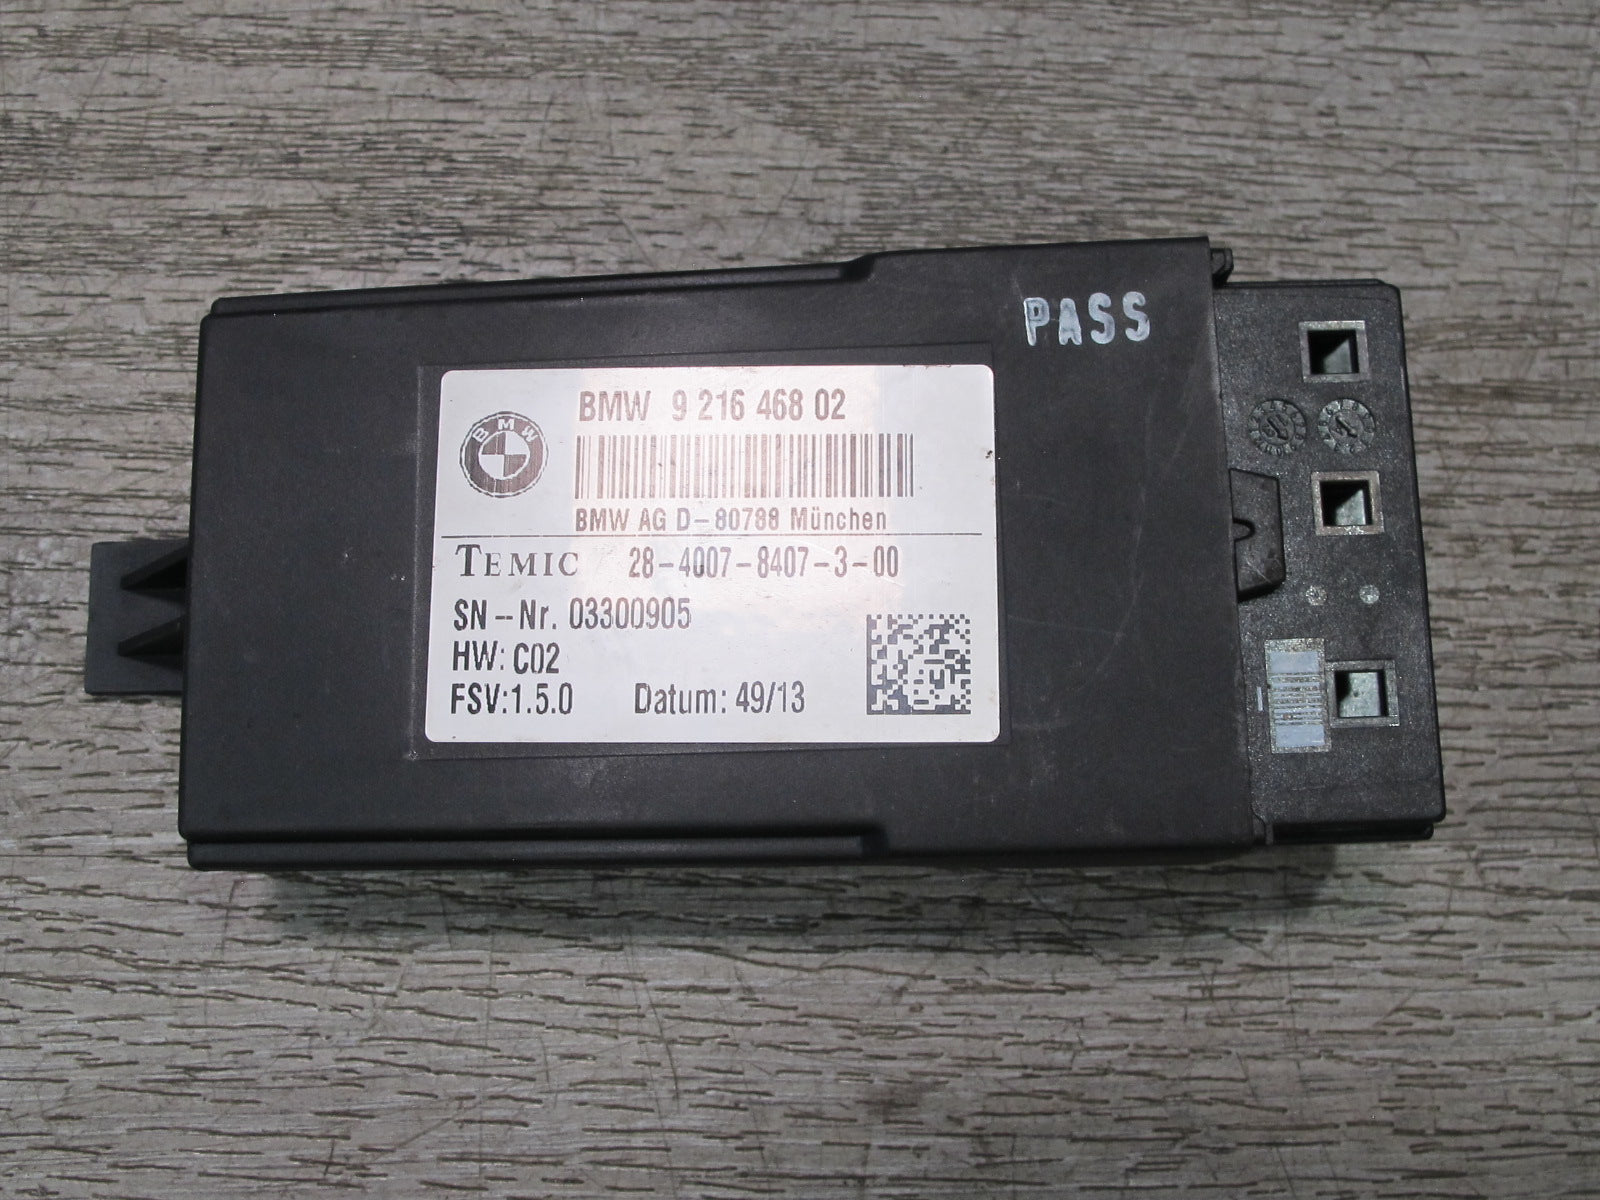 PASS
BMW 9 216 468 02
BMW
BMW AG D-80788 München
TEMIC 28-4007-8407-3-00
SN-Nr. 03300905
HW: C02
FSV:1.5.0 Datum: 49/13